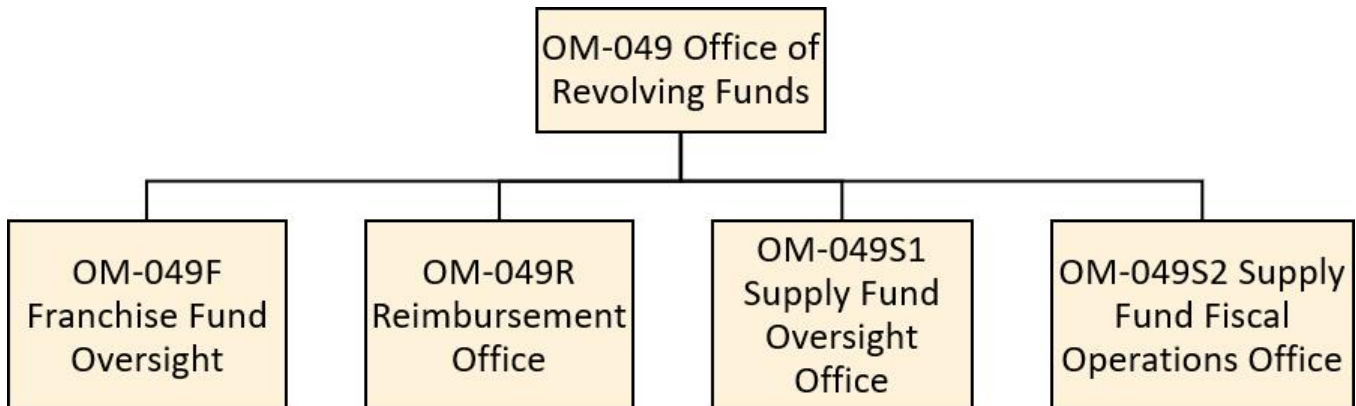 OM-049 Office of
Revolving Funds
OM-049F
Franchise Fund
Oversight
OM-049R
Reimbursement
Office
OM-049S1
Supply Fund
Oversight
Office
OM-049S2 Supply
Fund Fiscal
Operations Office